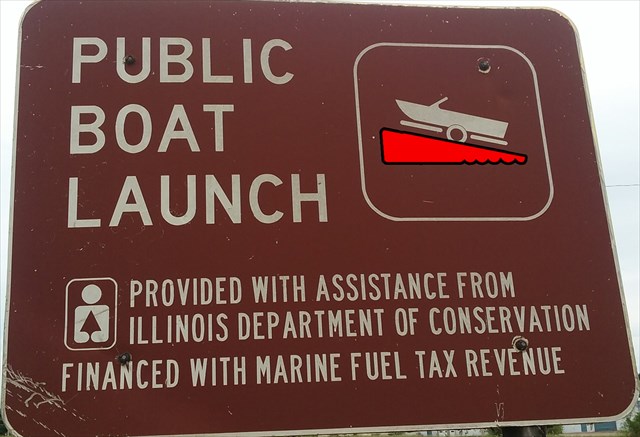 PUBLIC
BOAT
LAUNCH
PROVIDED WITH ASSISTANCE FROM
ILLINOIS DEPARTMENT OF CONSERVATION
FINANCED WITH MARINE FUEL TAX REVENUE